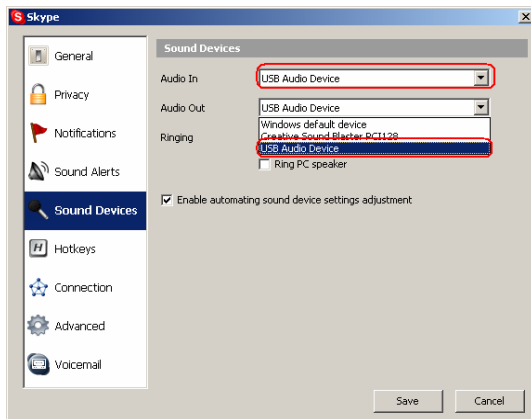 Skype
General
Privacy
Notifications
Sound Alerts
Sound Devices
Hotkeys
Connection
Advanced
Voicemail
Sound Devices
Audio In
USB Audio Device
Audio Out
USB Audio Device
Windows default device
Creative Sound Blaster PCI128
USB Audio Device
Ringing
Ring PC speaker
Enable automating sound device settings adjustment
Save
Cancel